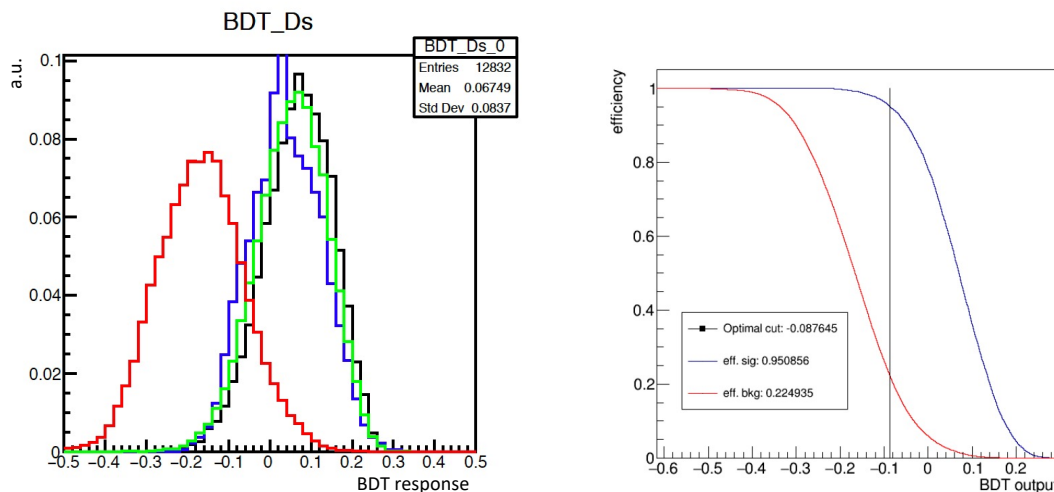 BDT_Ds
BDT_Ds_0
Entries 12832
Mean 0.06749
Std Dev 0.0837
a.u.
0.1
0.08
0.06
0.04
0.02
0
−0.5 −0.4 −0.3 −0.2 −0.1 0 0.1 0.2 0.3 0.4 0.5
BDT response
efficiency
1
0.8
0.6
0.4
0.2
0
Optimal cut: -0.087645
eff. sig: 0.950856
eff. bkg: 0.224935
−0.6 −0.5 −0.4 −0.3 −0.2 −0.1 0 0.1 0.2
BDT output